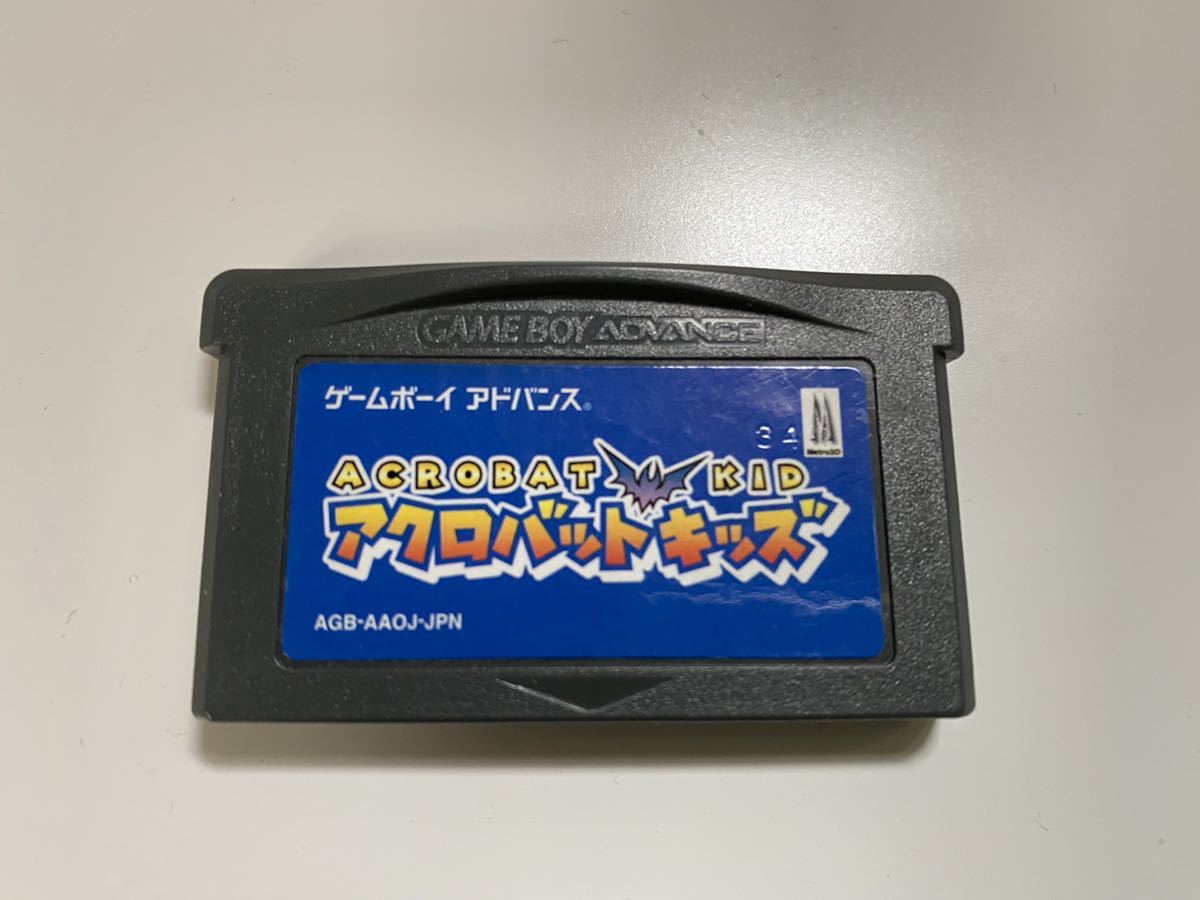 GAME BOY ADVANCE
ゲームボーイ アドバンス®
34
Metro3D
ACROBAT KID
アクロバットキッズ
AGB-AAOJ-JPN